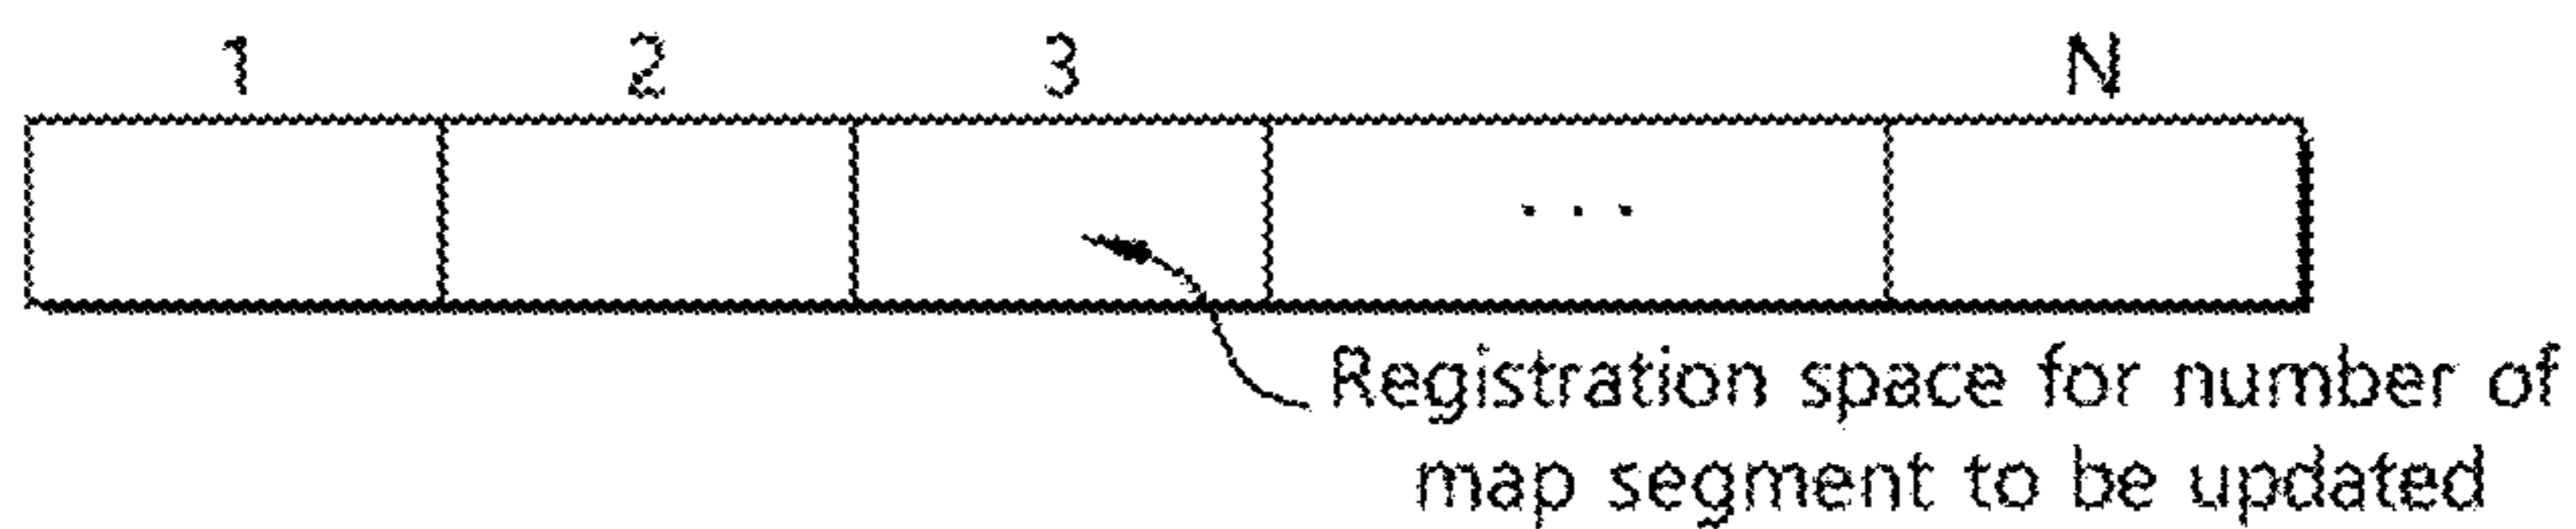 1 2 3 N
. . .
Registration space for number of
map segment to be updated